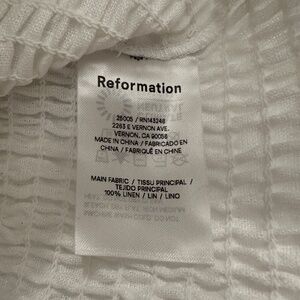 Reformation
25005 / RN143246
2263 E VERNON AVE.
VERNON, CA 90058
MADE IN CHINA / FABRICADO EN
CHINA / FABRIQUÉ EN CHINE
MAIN FABRIC / TISSU PRINCIPAL /
TEJIDO PRINCIPAL
100% LINEN / LIN / LINO